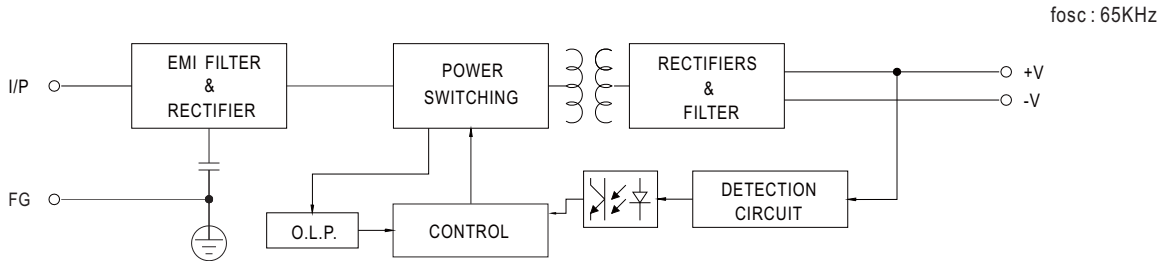 fosc : 65KHz
I/P
EMI FILTER
&
RECTIFIER
POWER
SWITCHING
RECTIFIERS
&
FILTER
+V
-V
FG
O.L.P.
CONTROL
DETECTION
CIRCUIT